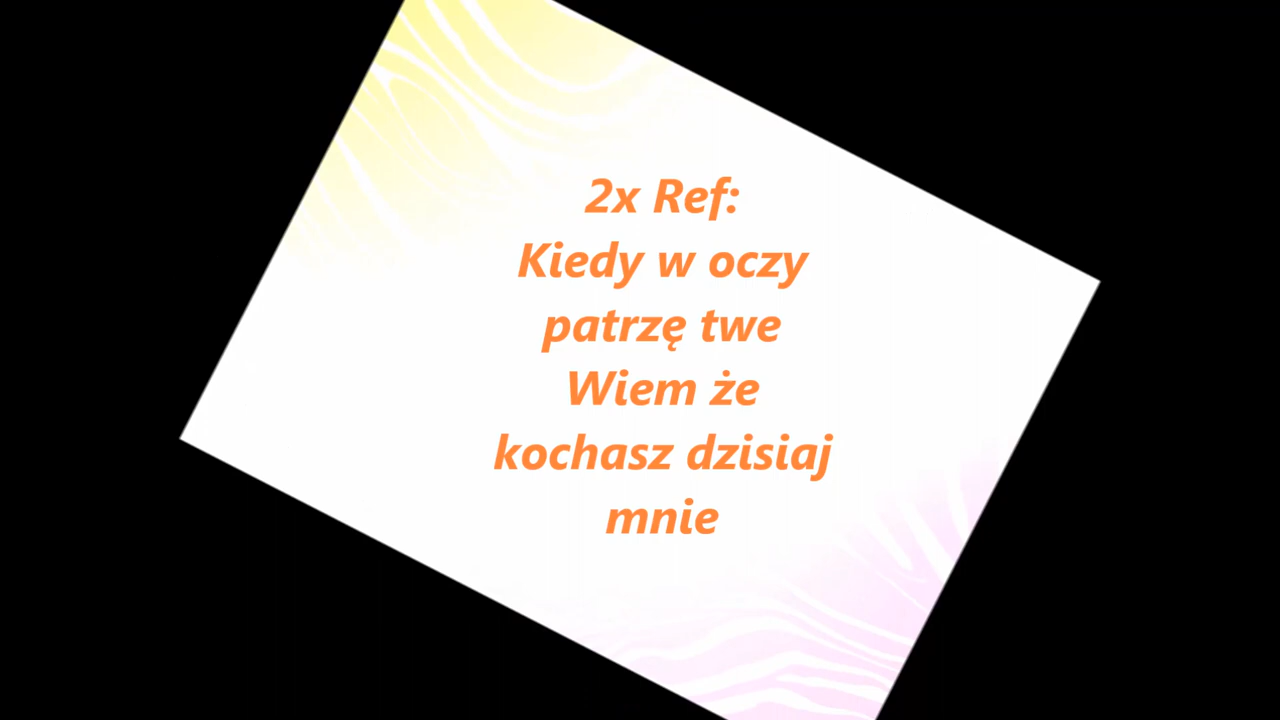 2x Ref:
Kiedy w oczy
patrzę twe
Wiem że
kochasz dzisiaj
mnie